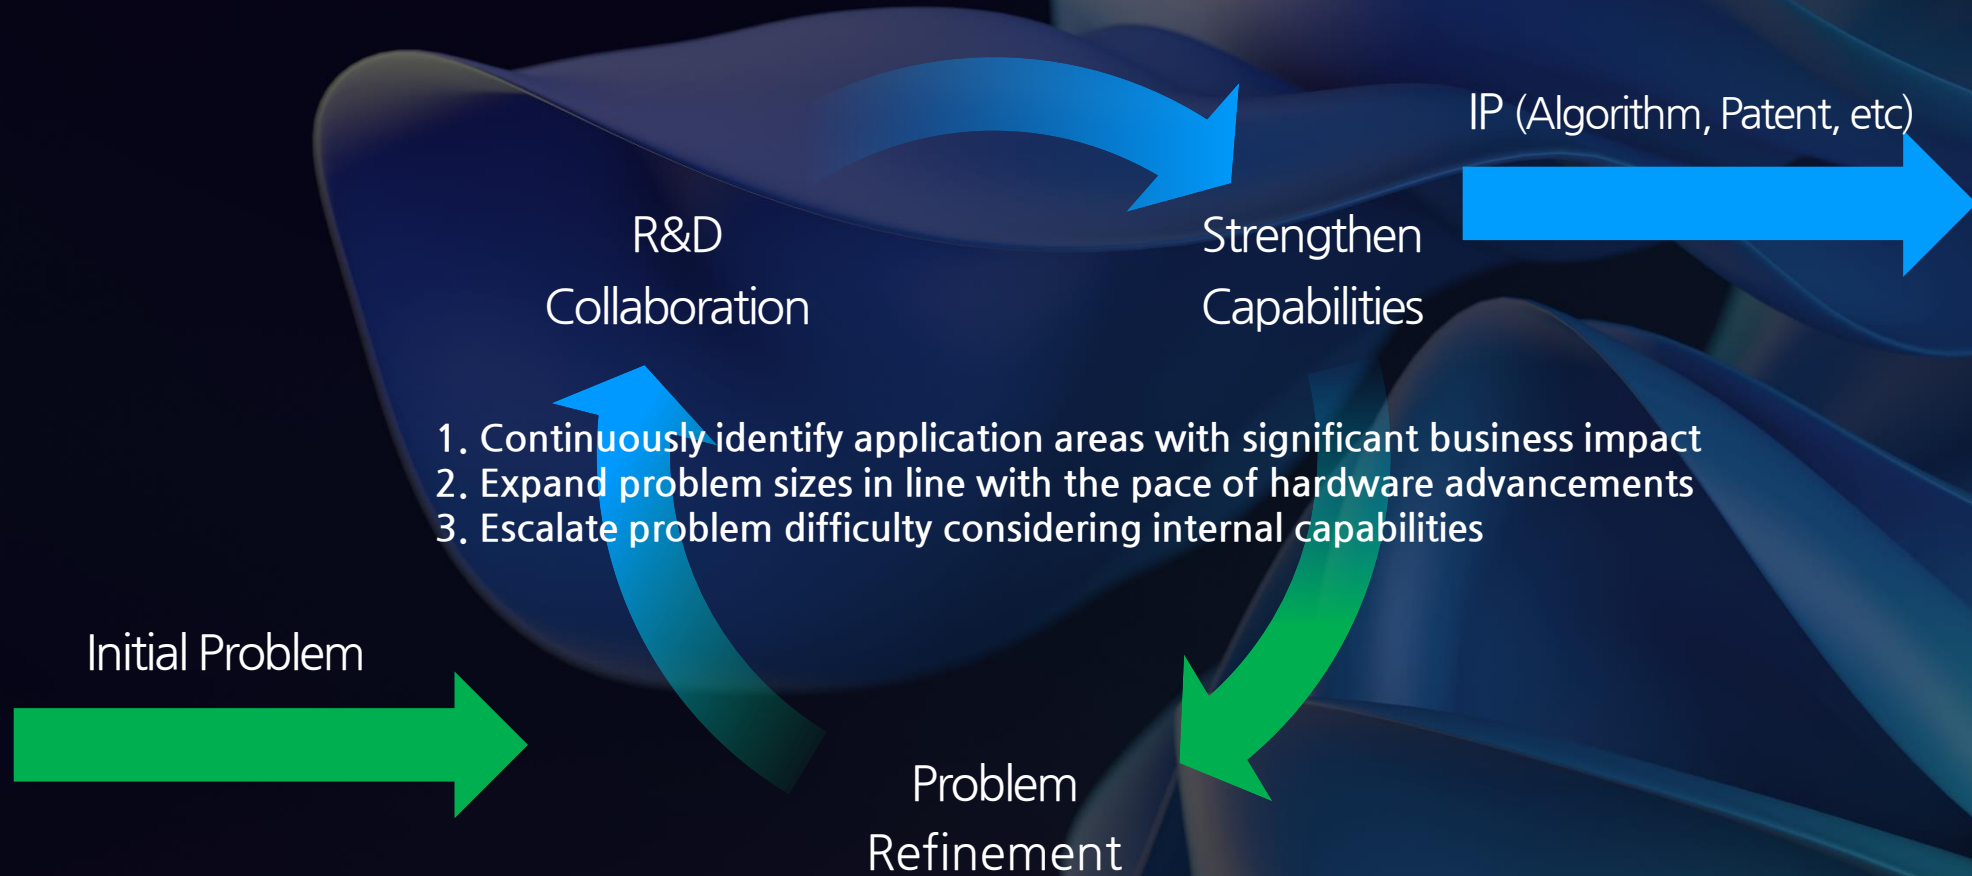 IP (Algorithm, Patent, etc)
R&D
Collaboration
Strengthen
Capabilities
1. Continuously identify application areas with significant business impact
2. Expand problem sizes in line with the pace of hardware advancements
3. Escalate problem difficulty considering internal capabilities
Initial Problem
Problem
Refinement